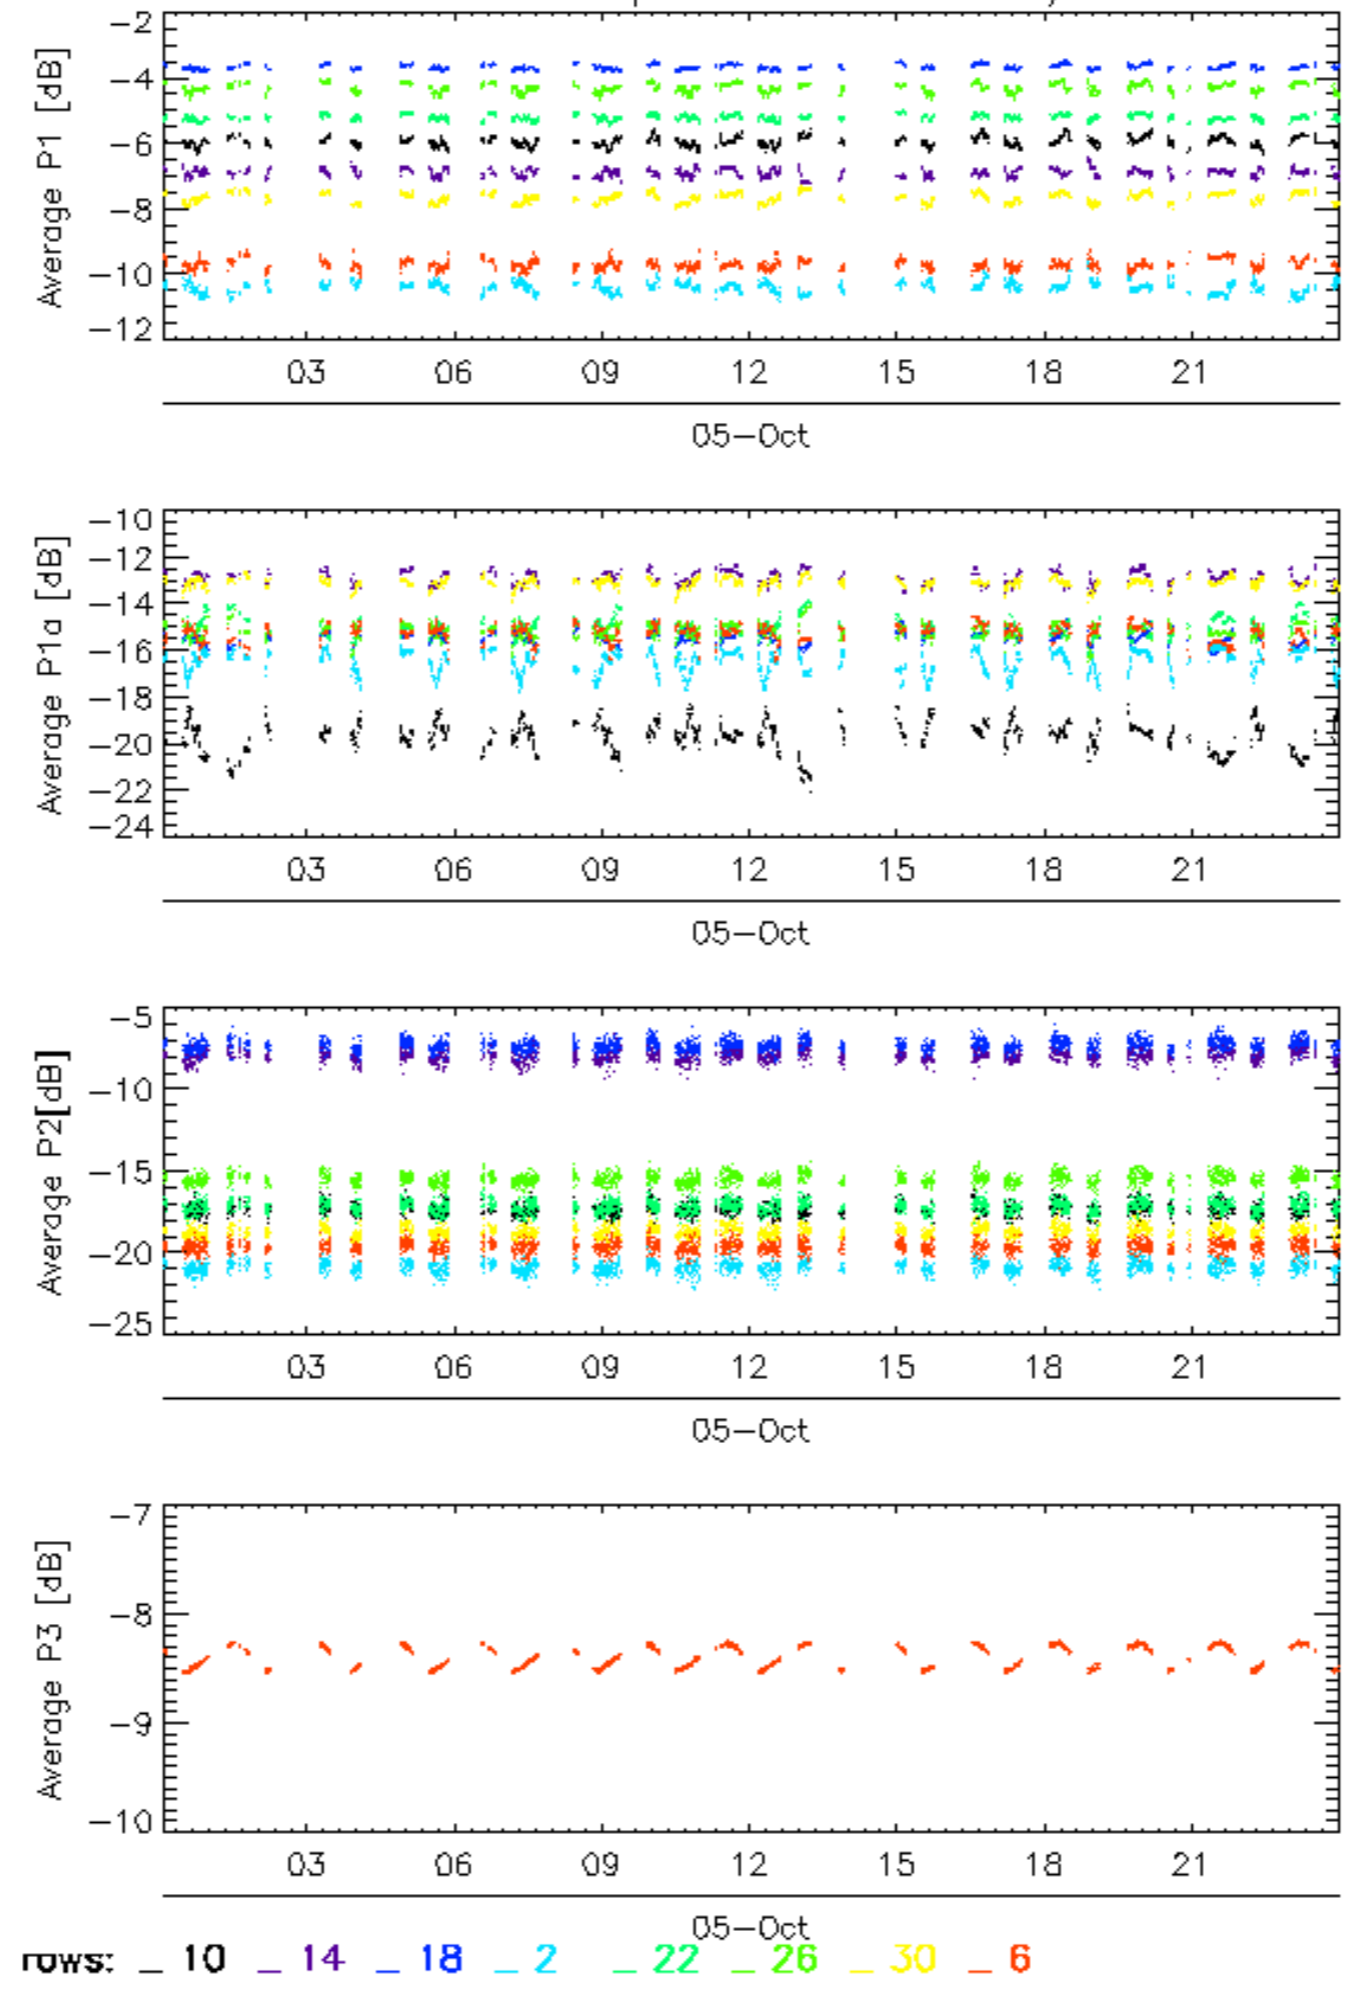 Average P1 [dB]
−2
−4
−6
−8
−10
−12
03 06 09 12 15 18 21
05−Oct
Average P1a [dB]
−10
−12
−14
−16
−18
−20
−22
−24
03 06 09 12 15 18 21
05−Oct
Average P2[dB]
−5
−10
−15
−20
−25
03 06 09 12 15 18 21
05−Oct
Average P3 [dB]
−7
−8
−9
−10
03 06 09 12 15 18 21
05−Oct
rows: _ 10 _ 14 _ 18 _ 2 _ 22 _ 26 _ 30 _ 6